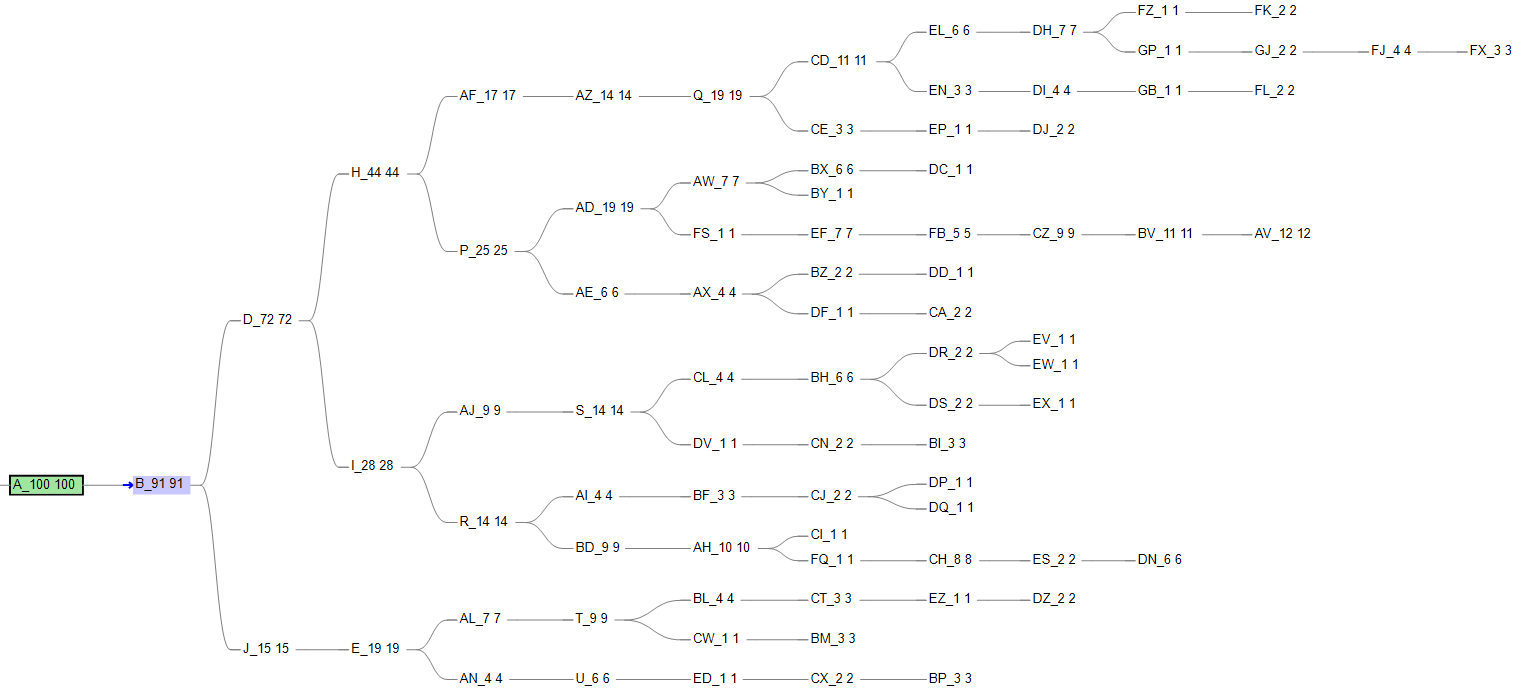 FZ_1 1 FK_2 2
EL_6 6 DH_7 7
GP_1 1 GJ_2 2 FJ_4 4 FX_3 3
CD_11 11
EN_3 3 DI_4 4 GB_1 1 FL_2 2
AF_17 17 AZ_14 14 Q_19 19
CE_3 3 EP_1 1 DJ_2 2
H_44 44
BX_6 6 DC_1 1
AW_7 7
BY_1 1
AD_19 19
FS_1 1 EF_7 7 FB_5 5 CZ_9 9 BV_11 11 AV_12 12
P_25 25
BZ_2 2 DD_1 1
AE_6 6 AX_4 4
DF_1 1 CA_2 2
D_72 72
EV_1 1
DR_2 2
EW_1 1
CL_4 4 BH_6 6
DS_2 2 EX_1 1
AJ_9 9 S_14 14
DV_1 1 CN_2 2 BI_3 3
I_28 28
DP_1 1
AI_4 4 BF_3 3 CJ_2 2
DQ_1 1
R_14 14
CI_1 1
BD_9 9 AH_10 10
FQ_1 1 CH_8 8 ES_2 2 DN_6 6
A_100 100 B_91 91
BL_4 4 CT_3 3 EZ_1 1 DZ_2 2
AL_7 7 T_9 9
CW_1 1 BM_3 3
J_15 15 E_19 19
AN_4 4 U_6 6 ED_1 1 CX_2 2 BP_3 3